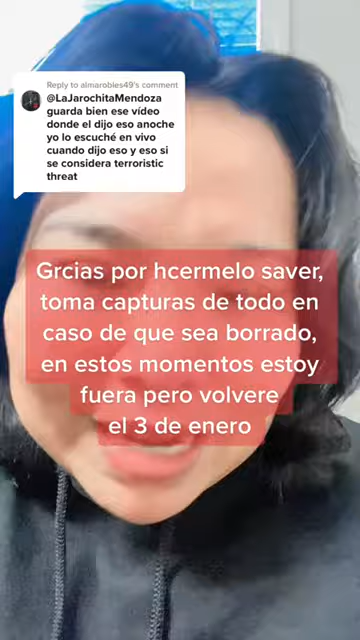 Reply to almarobles49's comment
@LaJarochitaMendoza
guarda bien ese vídeo
donde el dijo eso anoche
yo lo escuché en vivo
cuando dijo eso y eso si
se considera terroristic
threat
Grcias por hcermelo saver,
toma capturas de todo en
caso de que sea borrado,
en estos momentos estoy
fuera pero volvere
el 3 de enero